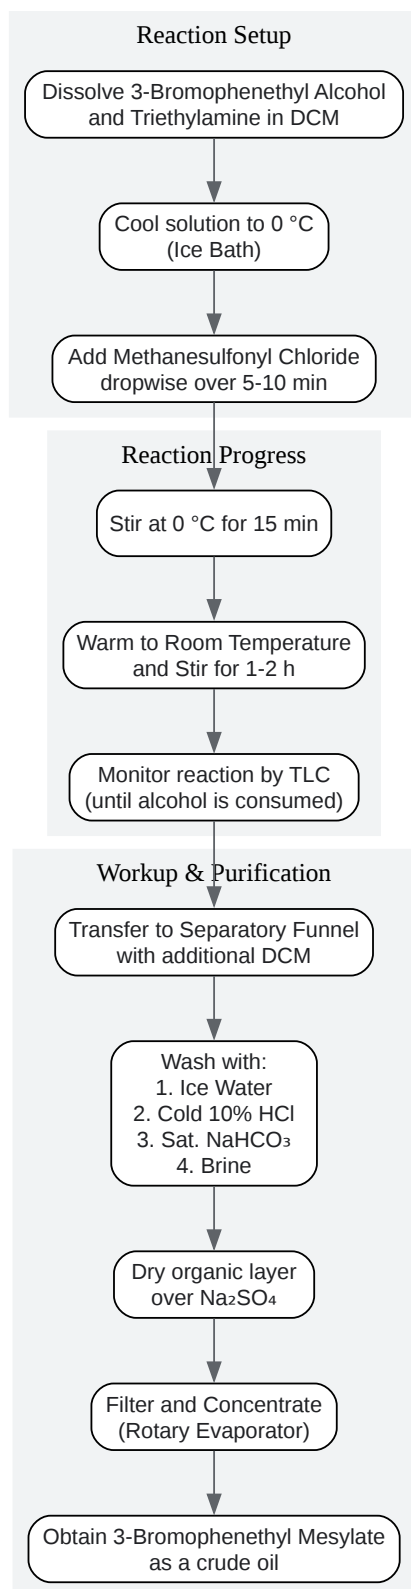 Reaction Setup
Dissolve 3-Bromophenethyl Alcohol
and Triethylamine in DCM
Cool solution to 0 °C
(Ice Bath)
Add Methanesulfonyl Chloride
dropwise over 5-10 min
Reaction Progress
Stir at 0 °C for 15 min
Warm to Room Temperature
and Stir for 1-2 h
Monitor reaction by TLC
(until alcohol is consumed)
Workup & Purification
Transfer to Separatory Funnel
with additional DCM
Wash with:
1. Ice Water
2. Cold 10% HCl
3. Sat. NaHCO₃
4. Brine
Dry organic layer
over Na₂SO₄
Filter and Concentrate
(Rotary Evaporator)
Obtain 3-Bromophenethyl Mesylate
as a crude oil